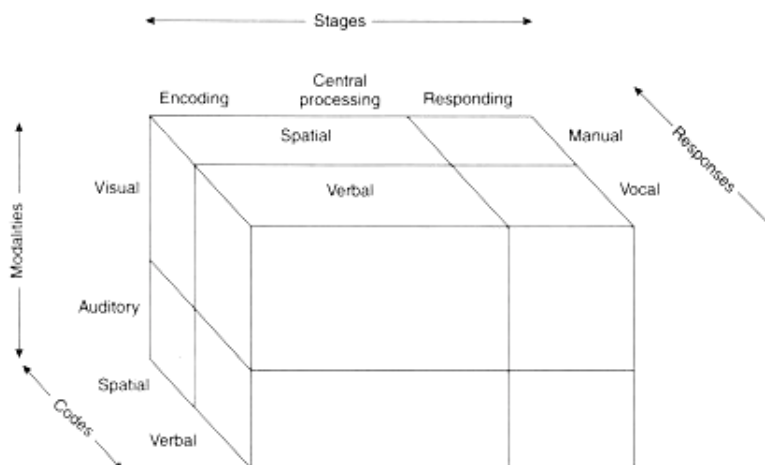 Stages
Encoding
Central
processing
Responding
Spatial
Manual
Visual
Verbal
Vocal
Responses
Modalities
Auditory
Spatial
Codes
Verbal